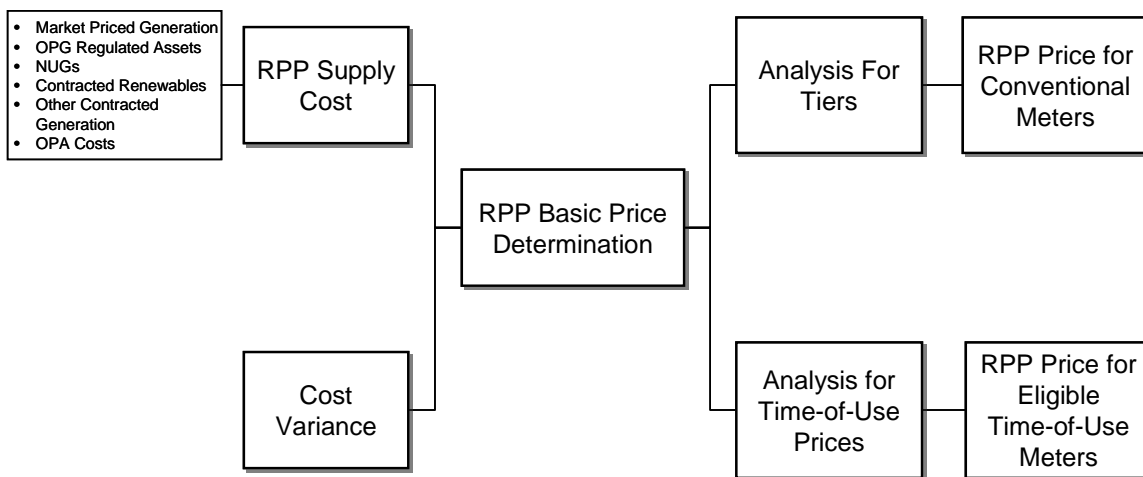 • Market Priced Generation
• OPG Regulated Assets
• NUGs
• Contracted Renewables
• Other Contracted
Generation
• OPA Costs
RPP Supply
Cost
Cost
Variance
RPP Basic Price
Determination
Analysis For
Tiers
RPP Price for
Conventional
Meters
Analysis for
Time-of-Use
Prices
RPP Price for
Eligible
Time-of-Use
Meters